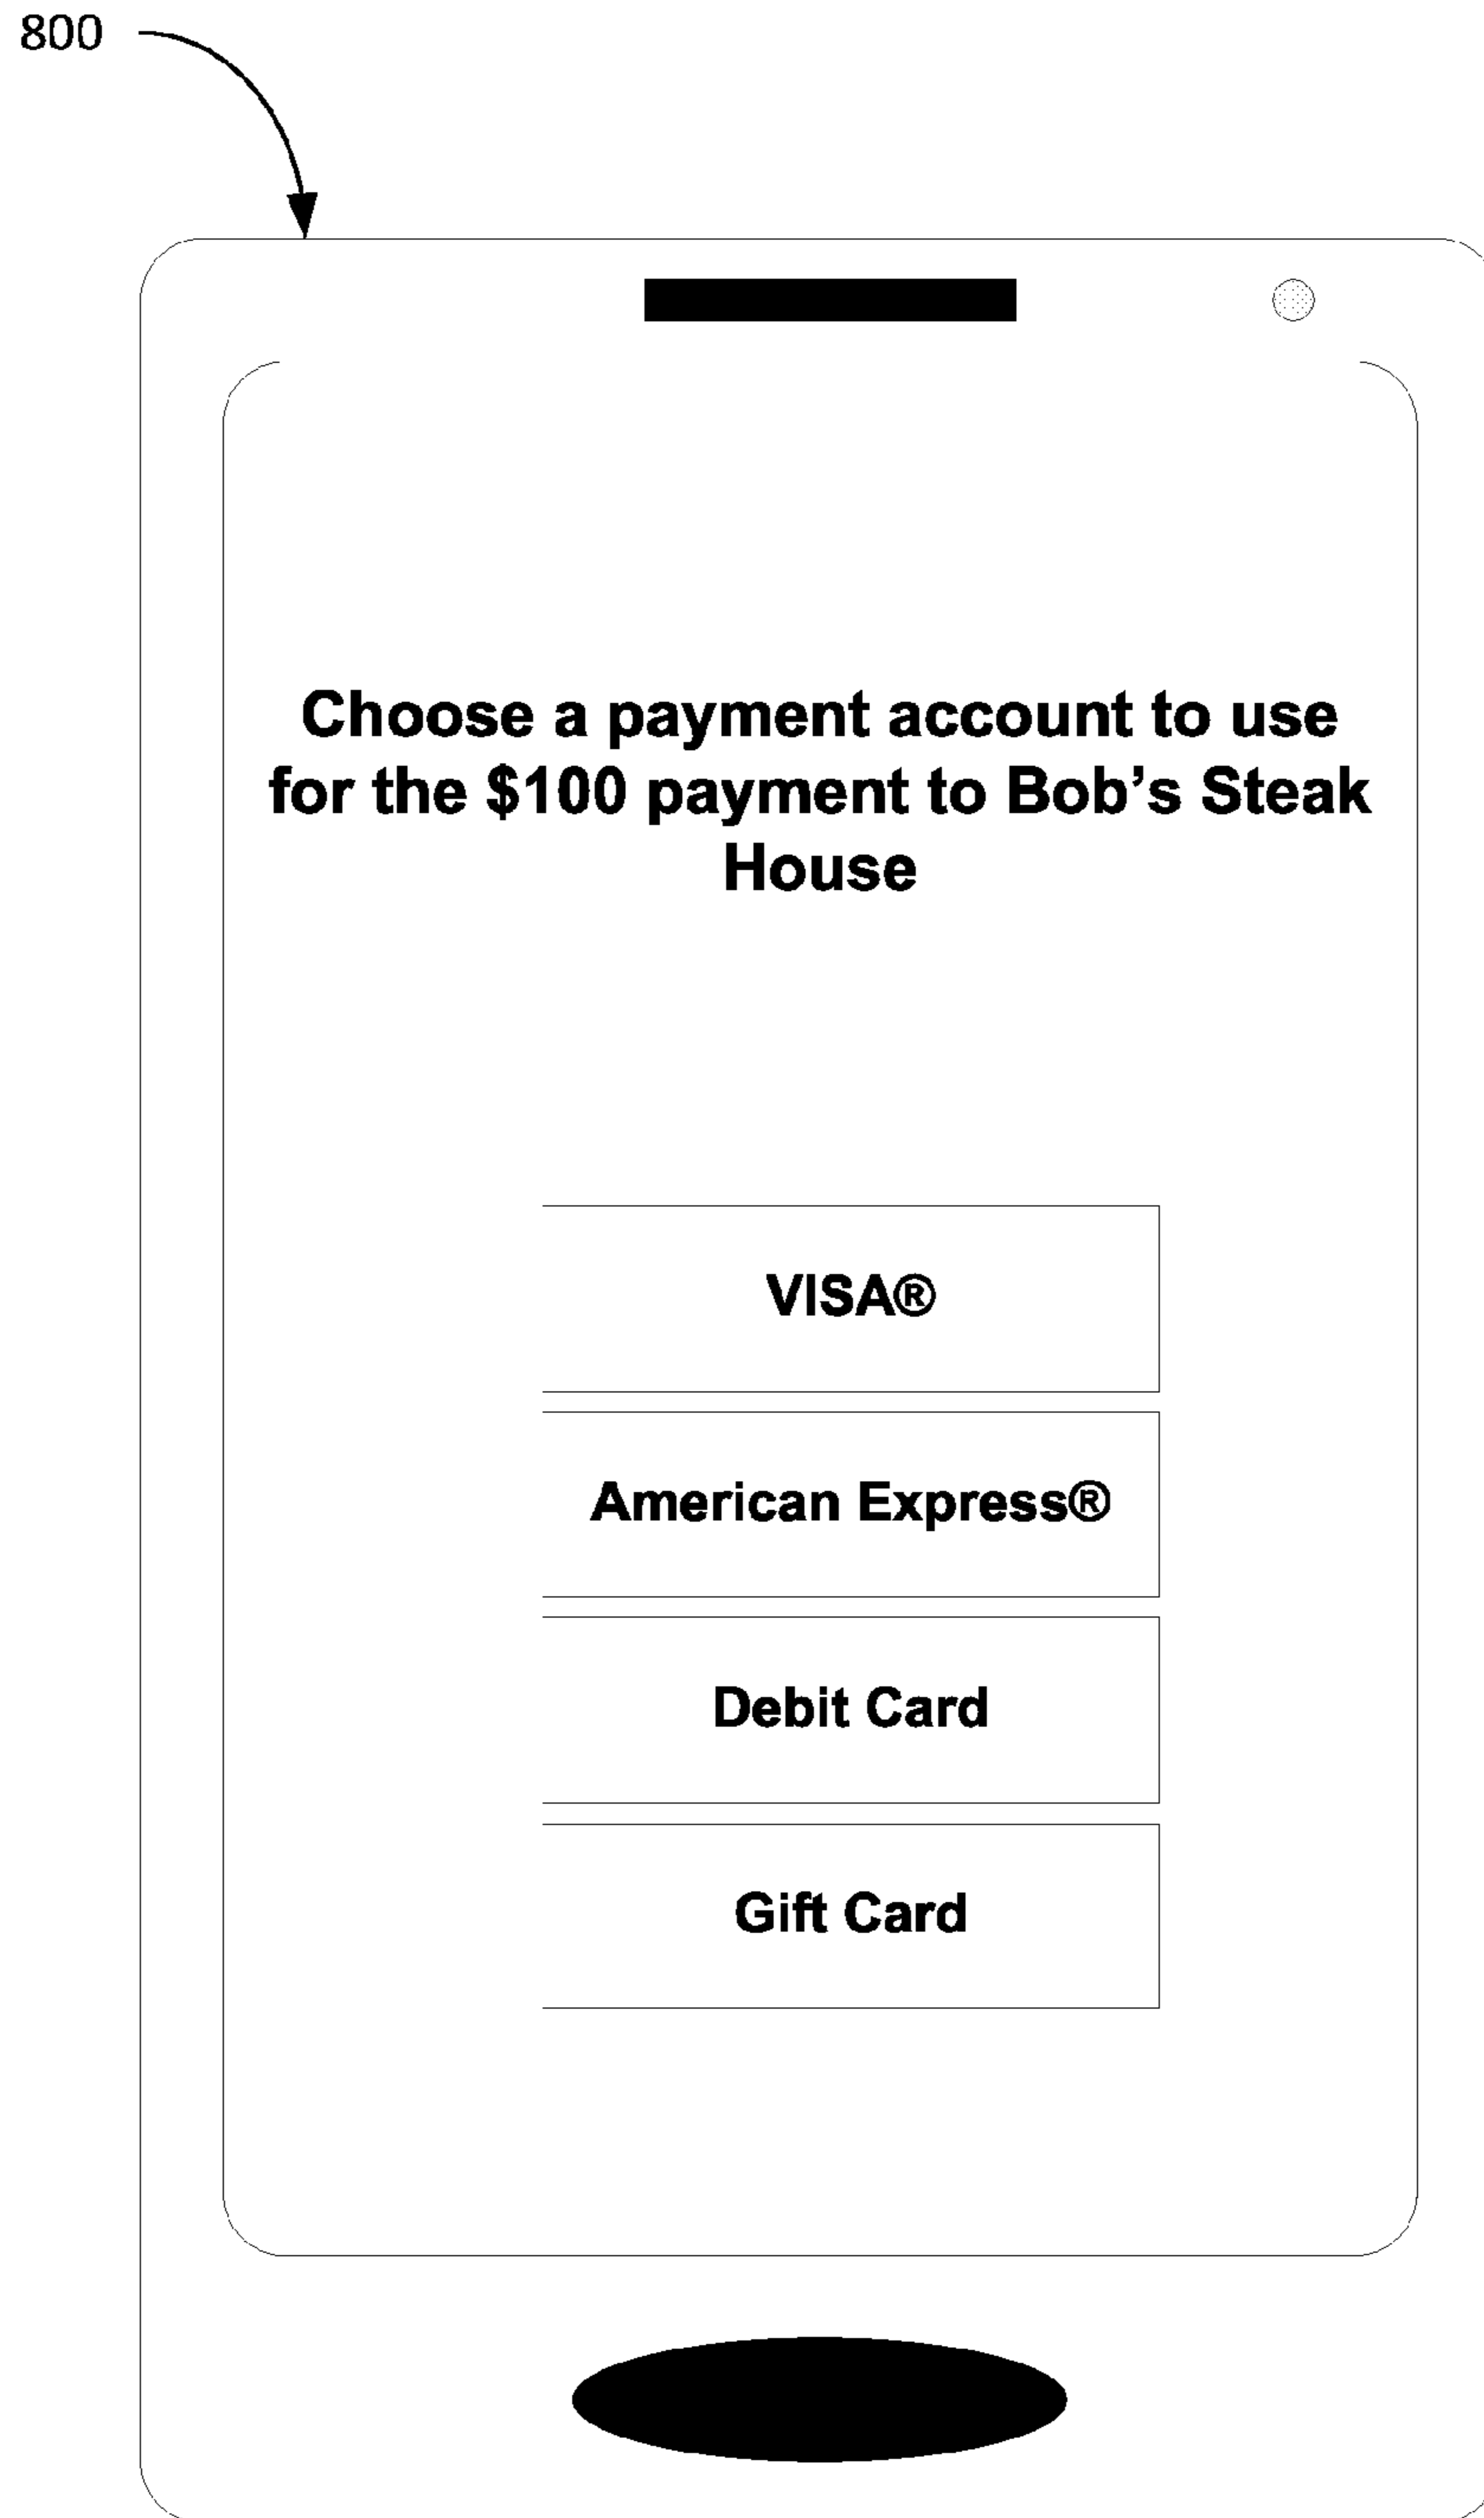 800
Choose a payment account to use
for the $100 payment to Bob’s Steak
House
VISA®
American Express®
Debit Card
Gift Card